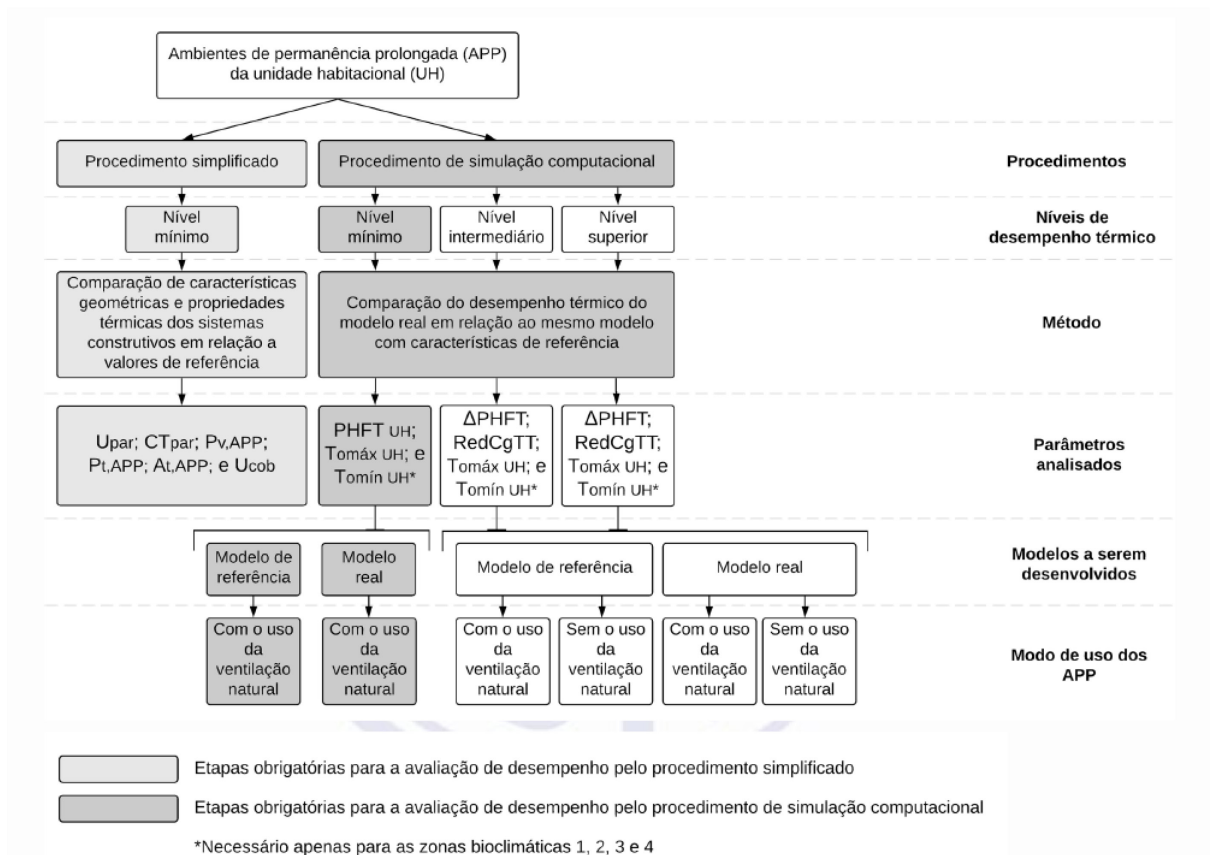 Ambientes de permanência prolongada (APP)
da unidade habitacional (UH)
Procedimento simplificado
Procedimento de simulação computacional
Procedimentos
Nível
mínimo
Nível
mínimo
Nível
intermediário
Nível
superior
Níveis de
desempenho térmico
Comparação de características
geométricas e propriedades
térmicas dos sistemas
construtivos em relação a
valores de referência
Comparação do desempenho térmico do
modelo real em relação ao mesmo modelo
com características de referência
Método
Upar; CTpar; Pv,APP;
Pt,APP; At,APP; e Ucob
PHFT UH;
Tomáx UH; e
Tomín UH*
ΔPHFT;
RedCgTT;
Tomáx UH; e
Tomín UH*
ΔPHFT;
RedCgTT;
Tomáx UH; e
Tomín UH*
Parâmetros
analisados
Modelo de
referência
Modelo
real
Modelo de referência
Modelo real
Modelos a serem
desenvolvidos
Com o uso
da
ventilação
natural
Com o uso
da
ventilação
natural
Com o uso
da
ventilação
natural
Sem o uso
da
ventilação
natural
Com o uso
da
ventilação
natural
Sem o uso
da
ventilação
natural
Modo de uso dos
APP
Etapas obrigatórias para a avaliação de desempenho pelo procedimento simplificado
Etapas obrigatórias para a avaliação de desempenho pelo procedimento de simulação computacional
*Necessário apenas para as zonas bioclimáticas 1, 2, 3 e 4